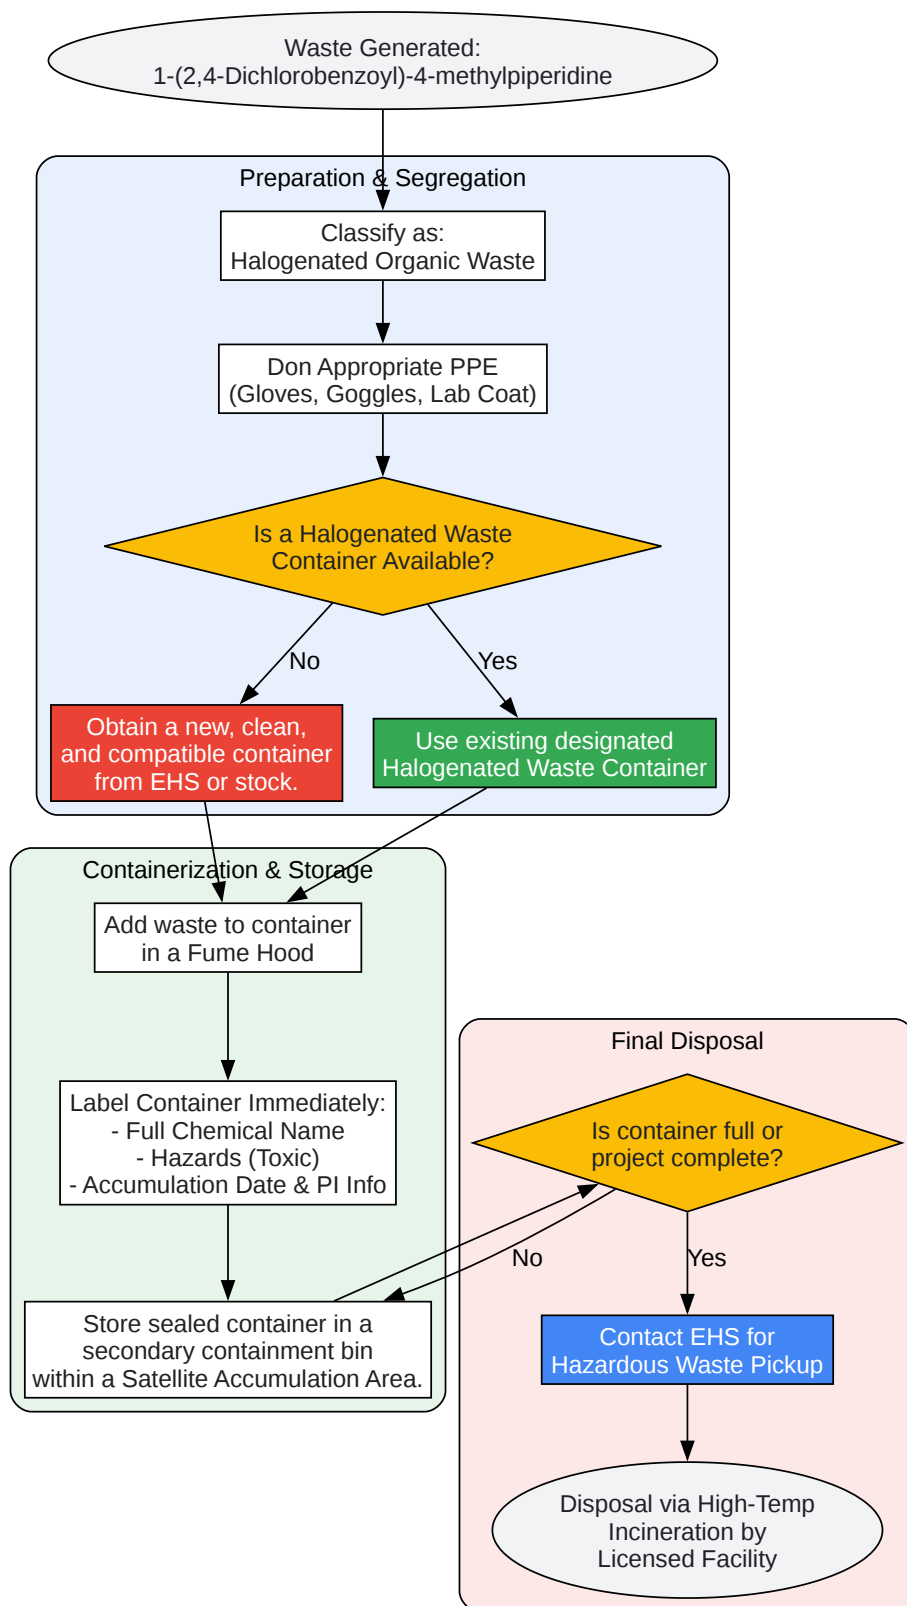 Waste Generated:
1-(2,4-Dichlorobenzoyl)-4-methylpiperidine
Preparation & Segregation
Classify as:
Halogenated Organic Waste
Don Appropriate PPE
(Gloves, Goggles, Lab Coat)
Is a Halogenated Waste
Container Available?
No
Yes
Obtain a new, clean,
and compatible container
from EHS or stock.
Use existing designated
Halogenated Waste Container
Containerization & Storage
Add waste to container
in a Fume Hood
Label Container Immediately:
- Full Chemical Name
- Hazards (Toxic)
- Accumulation Date & PI Info
Store sealed container in a
secondary containment bin
within a Satellite Accumulation Area.
Final Disposal
Is container full or
project complete?
No
Yes
Contact EHS for
Hazardous Waste Pickup
Disposal via High-Temp
Incineration by
Licensed Facility